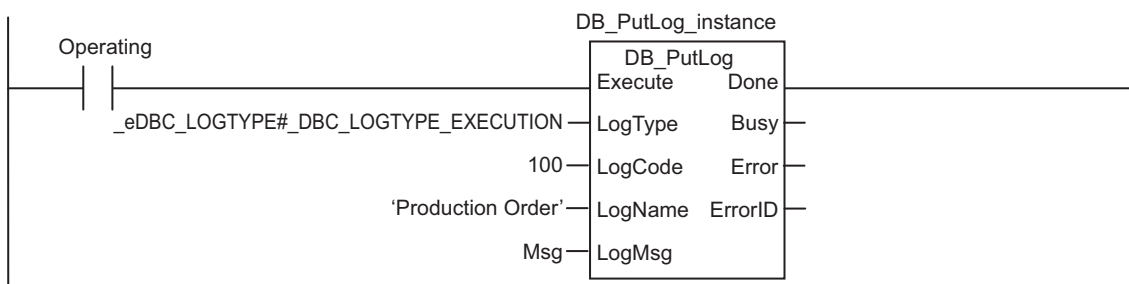 DB_PutLog_instance
Operating
DB_PutLog
Execute Done
_eDBC_LOGTYPE#_DBC_LOGTYPE_EXECUTION LogType Busy
100 LogCode Error
‘Production Order’ LogName ErrorID
Msg LogMsg